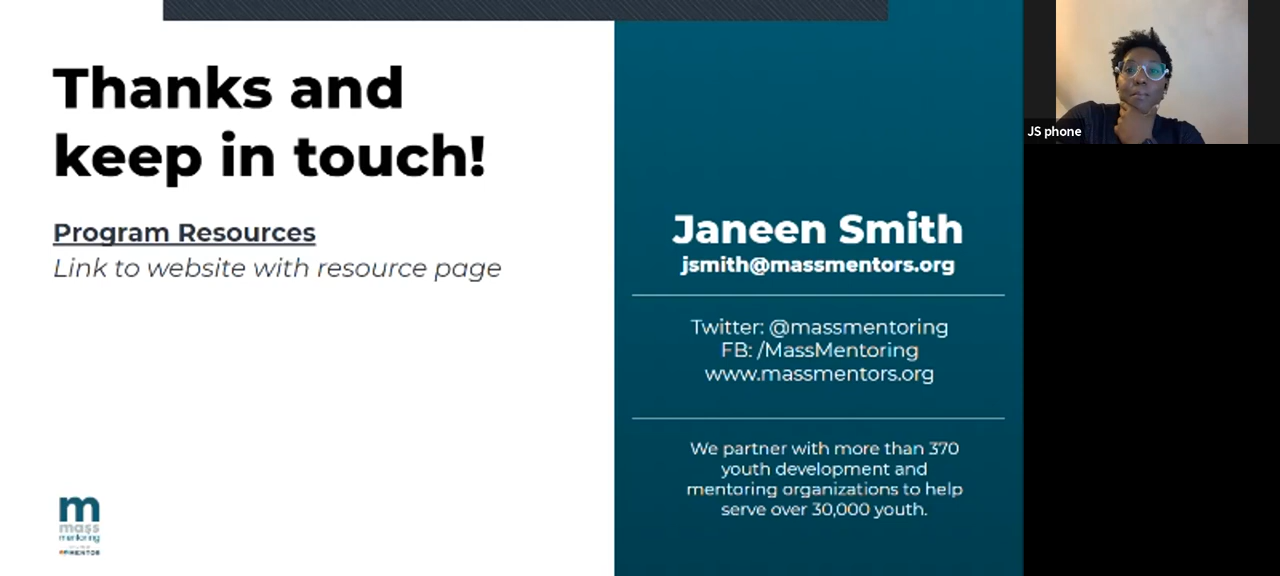 Thanks and
keep in touch!
Program Resources
Link to website with resource page
m
mass
mentoring
MENTOR
Janeen Smith
jsmith@massmentors.org
Twitter: @massmentoring
FB: /MassMentoring
www.massmentors.org
We partner with more than 370
youth development and
mentoring organizations to help
serve over 30,000 youth.
JS phone